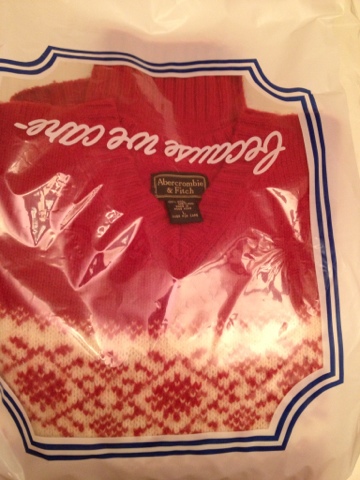 because we care-
Abercrombie
& Fitch